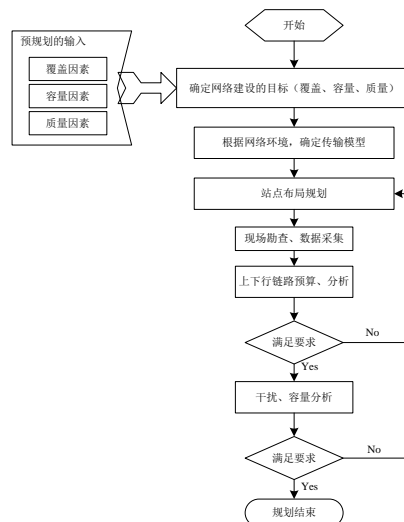 预规划的输入
覆盖因素
容量因素
质量因素
开始
确定网络建设的目标（覆盖、容量、质量）
根据网络环境，确定传输模型
站点布局规划
现场勘查、数据采集
上下行链路预算、分析
满足要求
No
Yes
干扰、容量分析
满足要求
No
Yes
规划结束